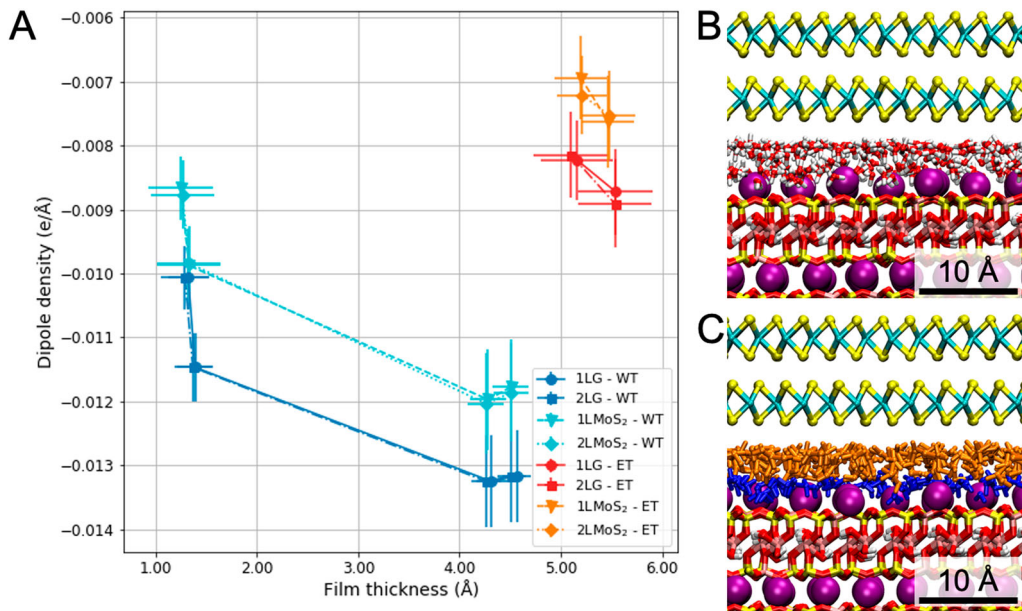 A
Dipole density (e/Å)
−0.006
−0.007
−0.008
−0.009
−0.010
−0.011
−0.012
−0.013
−0.014
1.00 2.00 3.00 4.00 5.00 6.00
Film thickness (Å)
1LG - WT
2LG - WT
1LMoS₂ - WT
2LMoS₂ - WT
1LG - ET
2LG - ET
1LMoS₂ - ET
2LMoS₂ - ET
B
10 Å
C
10 Å